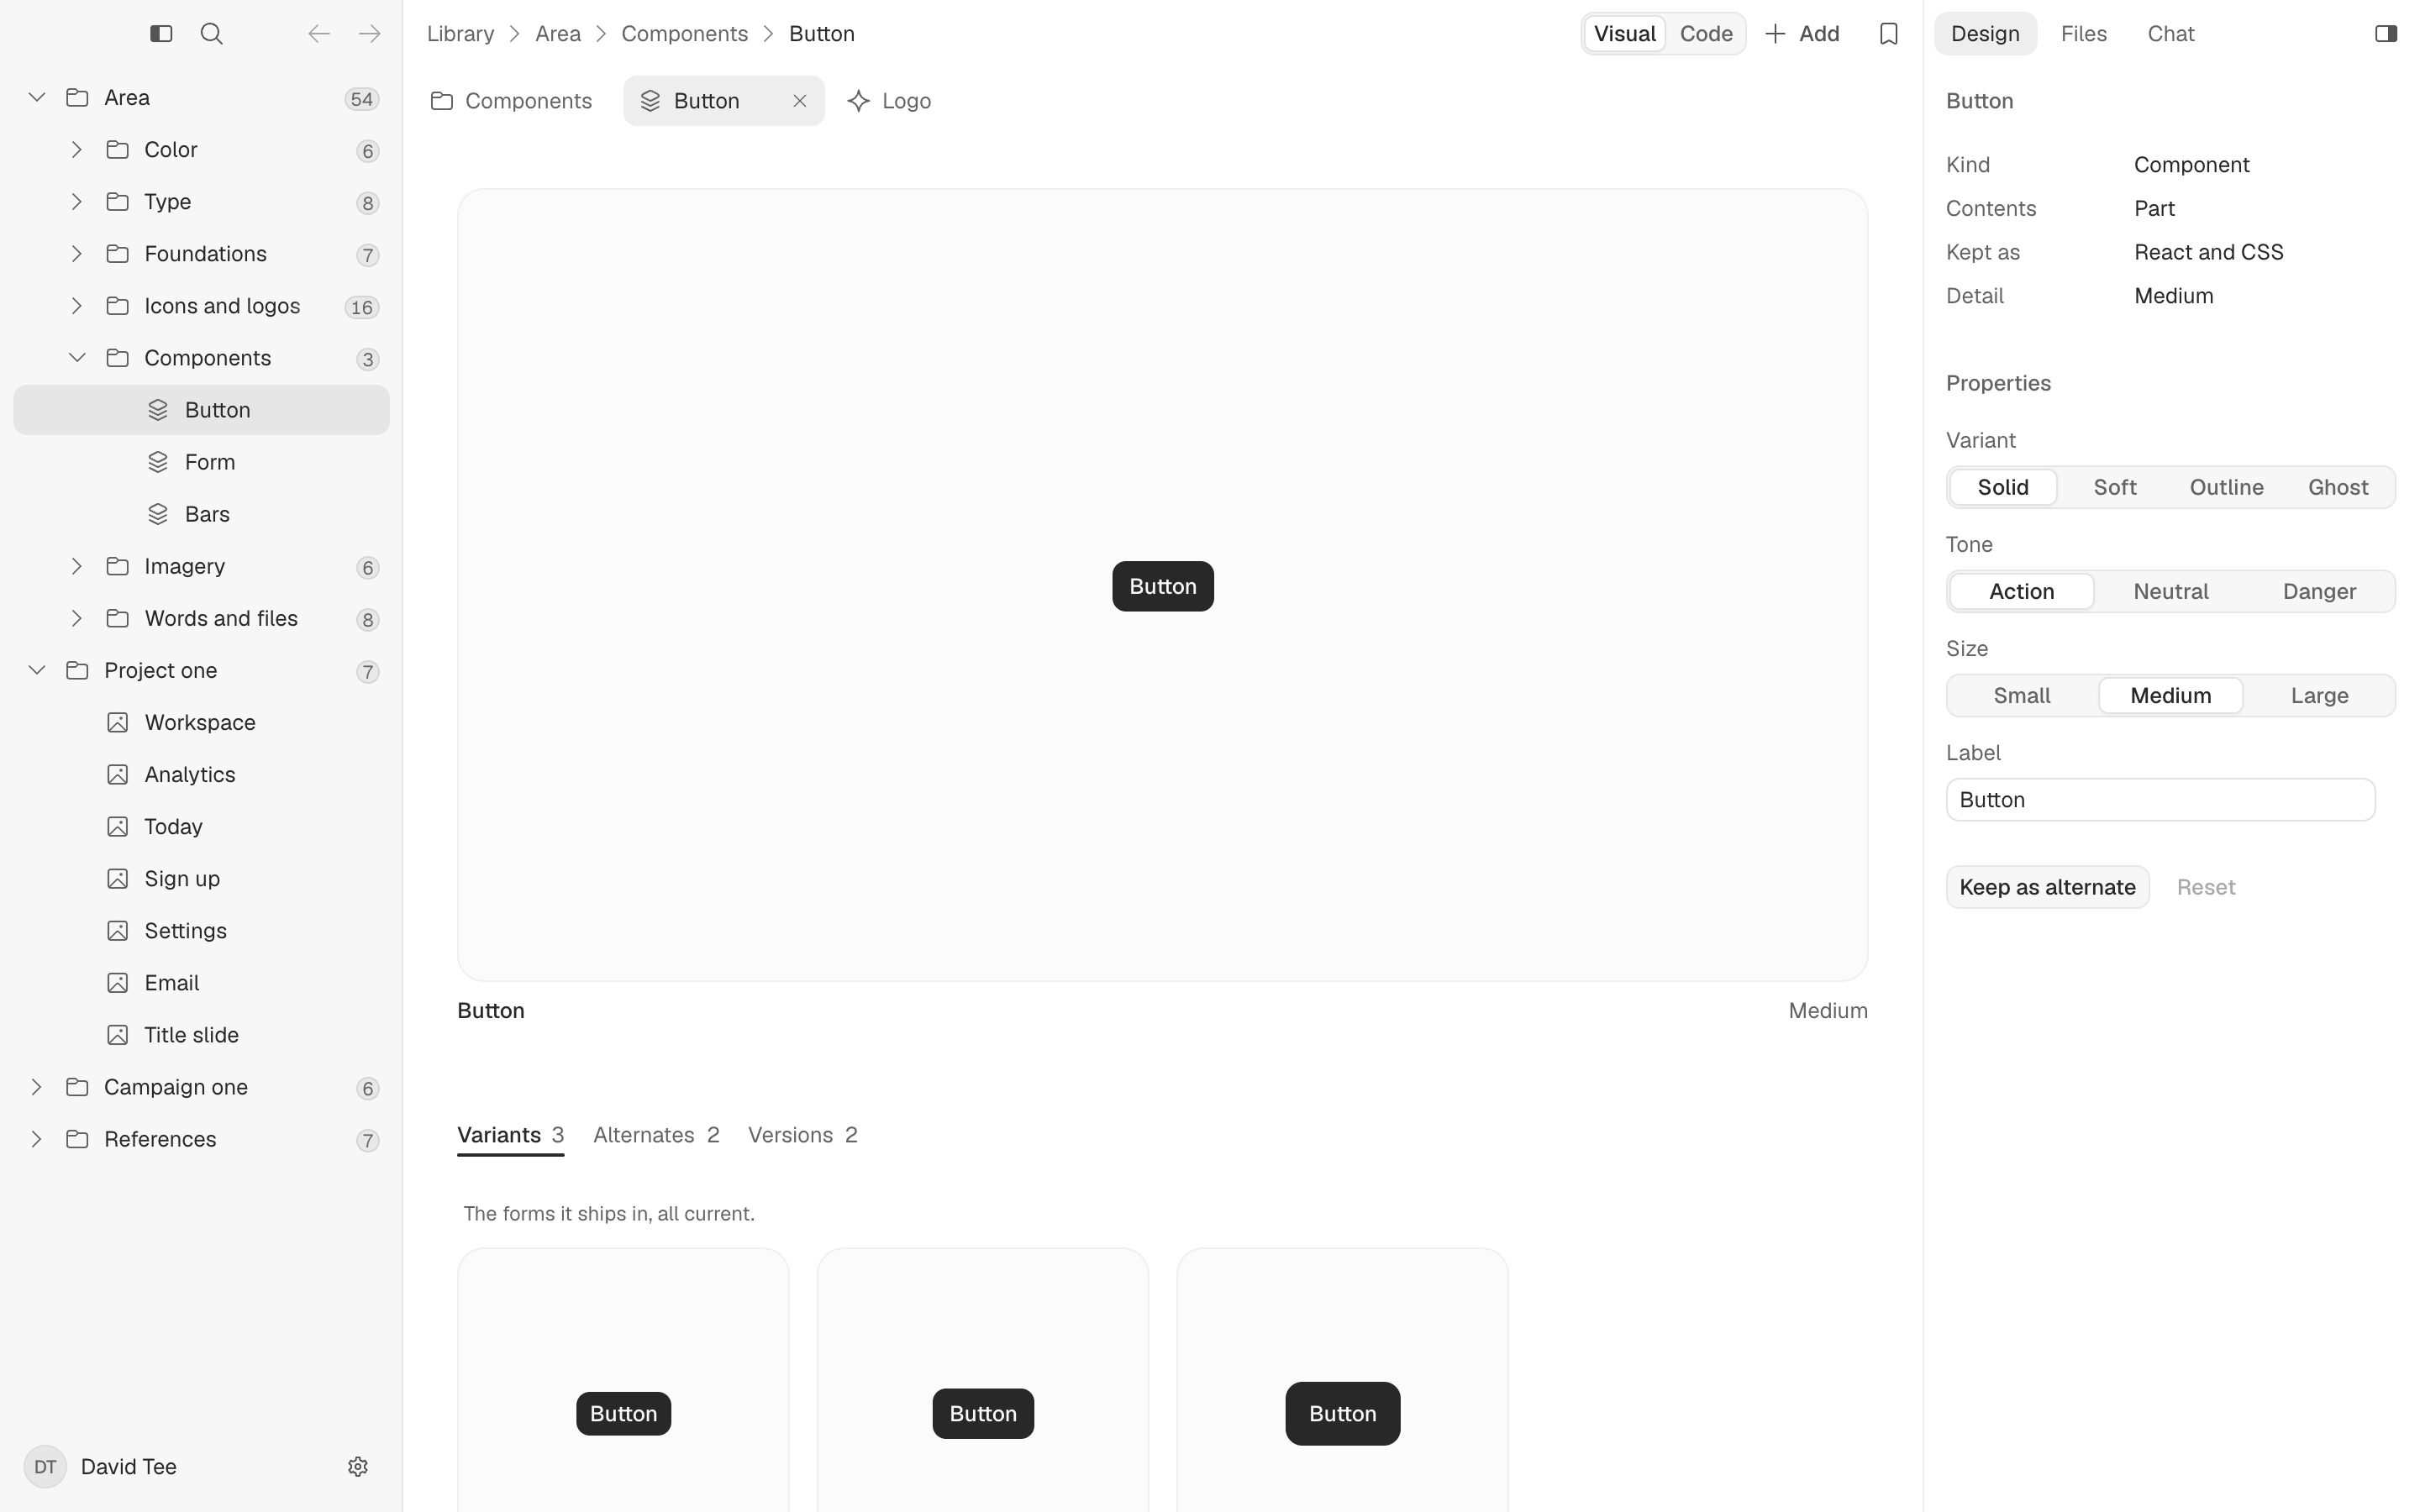 Library > Area > Components > Button
Visual Code
Add
Design Files Chat
Area 54
Color 6
Type 8
Foundations 7
Icons and logos 16
Components 3
Button
Form
Bars
Imagery 6
Words and files 8
Project one 7
Workspace
Analytics
Today
Sign up
Settings
Email
Title slide
Campaign one 6
References 7
DT David Tee
Components Button Logo
Button
Button Medium
Variants 3 Alternates 2 Versions 2
The forms it ships in, all current.
Button Button Button
Button
Kind Component
Contents Part
Kept as React and CSS
Detail Medium
Properties
Variant
Solid Soft Outline Ghost
Tone
Action Neutral Danger
Size
Small Medium Large
Label
Button
Keep as alternate Reset